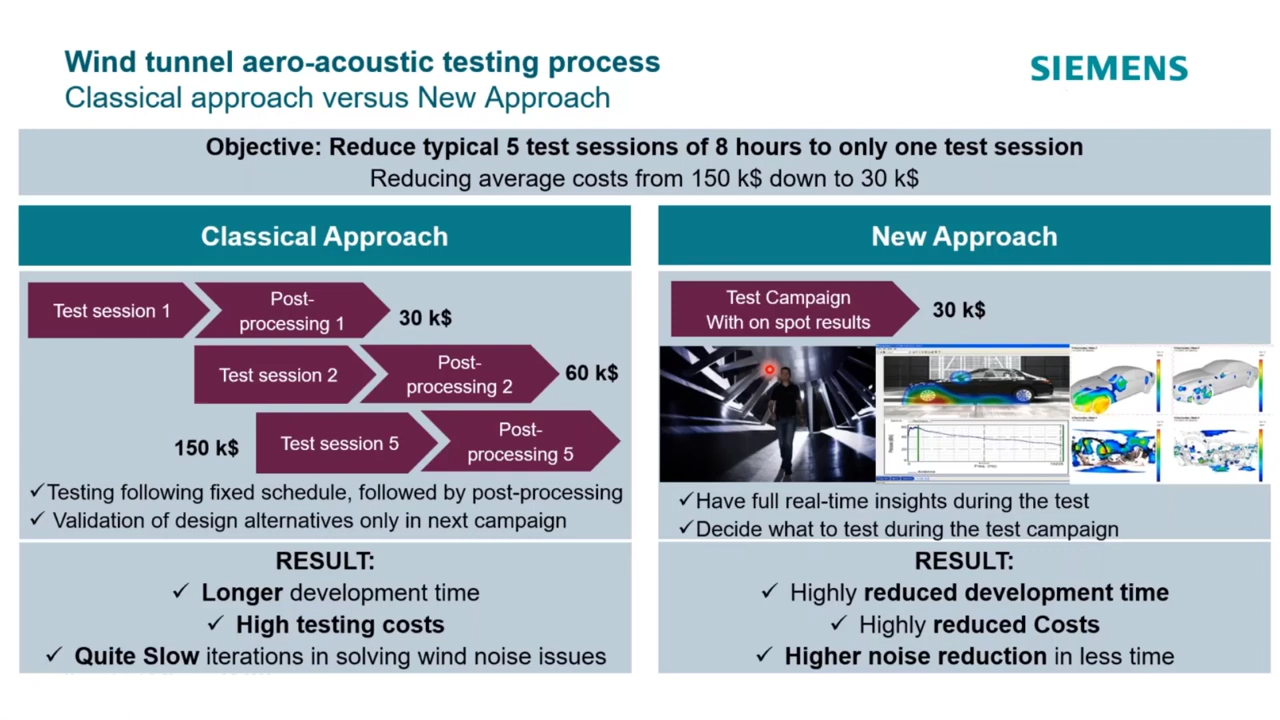 Wind tunnel aero-acoustic testing process
SIEMENS
Classical approach versus New Approach
Objective: Reduce typical 5 test sessions of 8 hours to only one test session
Reducing average costs from 150 k$ down to 30 k$
Classical Approach
Test session 1
Post-
processing 1
30 k$
Test session 2
Post-
processing 2
60 k$
150 k$
Test session 5
Post-
processing 5
✓Testing following fixed schedule, followed by post-processing
✓ Validation of design alternatives only in next campaign
RESULT:
✓ Longer development time
✓ High testing costs
✓ Quite Slow iterations in solving wind noise issues
New Approach
Test Campaign
With on spot results
30 k$
✓Have full real-time insights during the test
✓Decide what to test during the test campaign
RESULT:
✓ Highly reduced development time
✓ Highly reduced Costs
✓ Higher noise reduction in less time